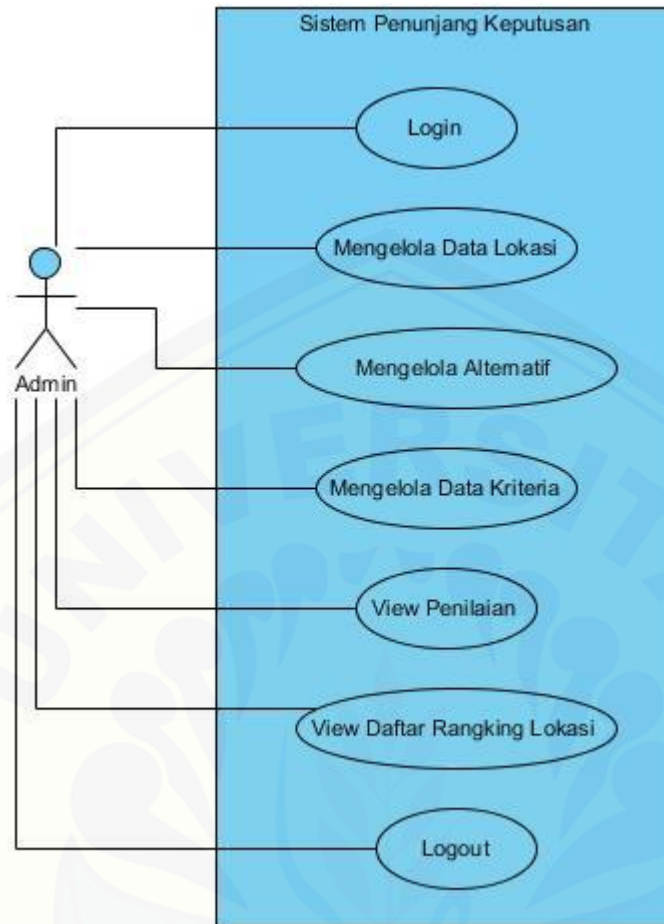 Sistem Penunjang Keputusan
Login
Mengelola Data Lokasi
Mengelola Alternatif
Admin
Mengelola Data Kriteria
View Penilaian
View Daftar Rangking Lokasi
Logout